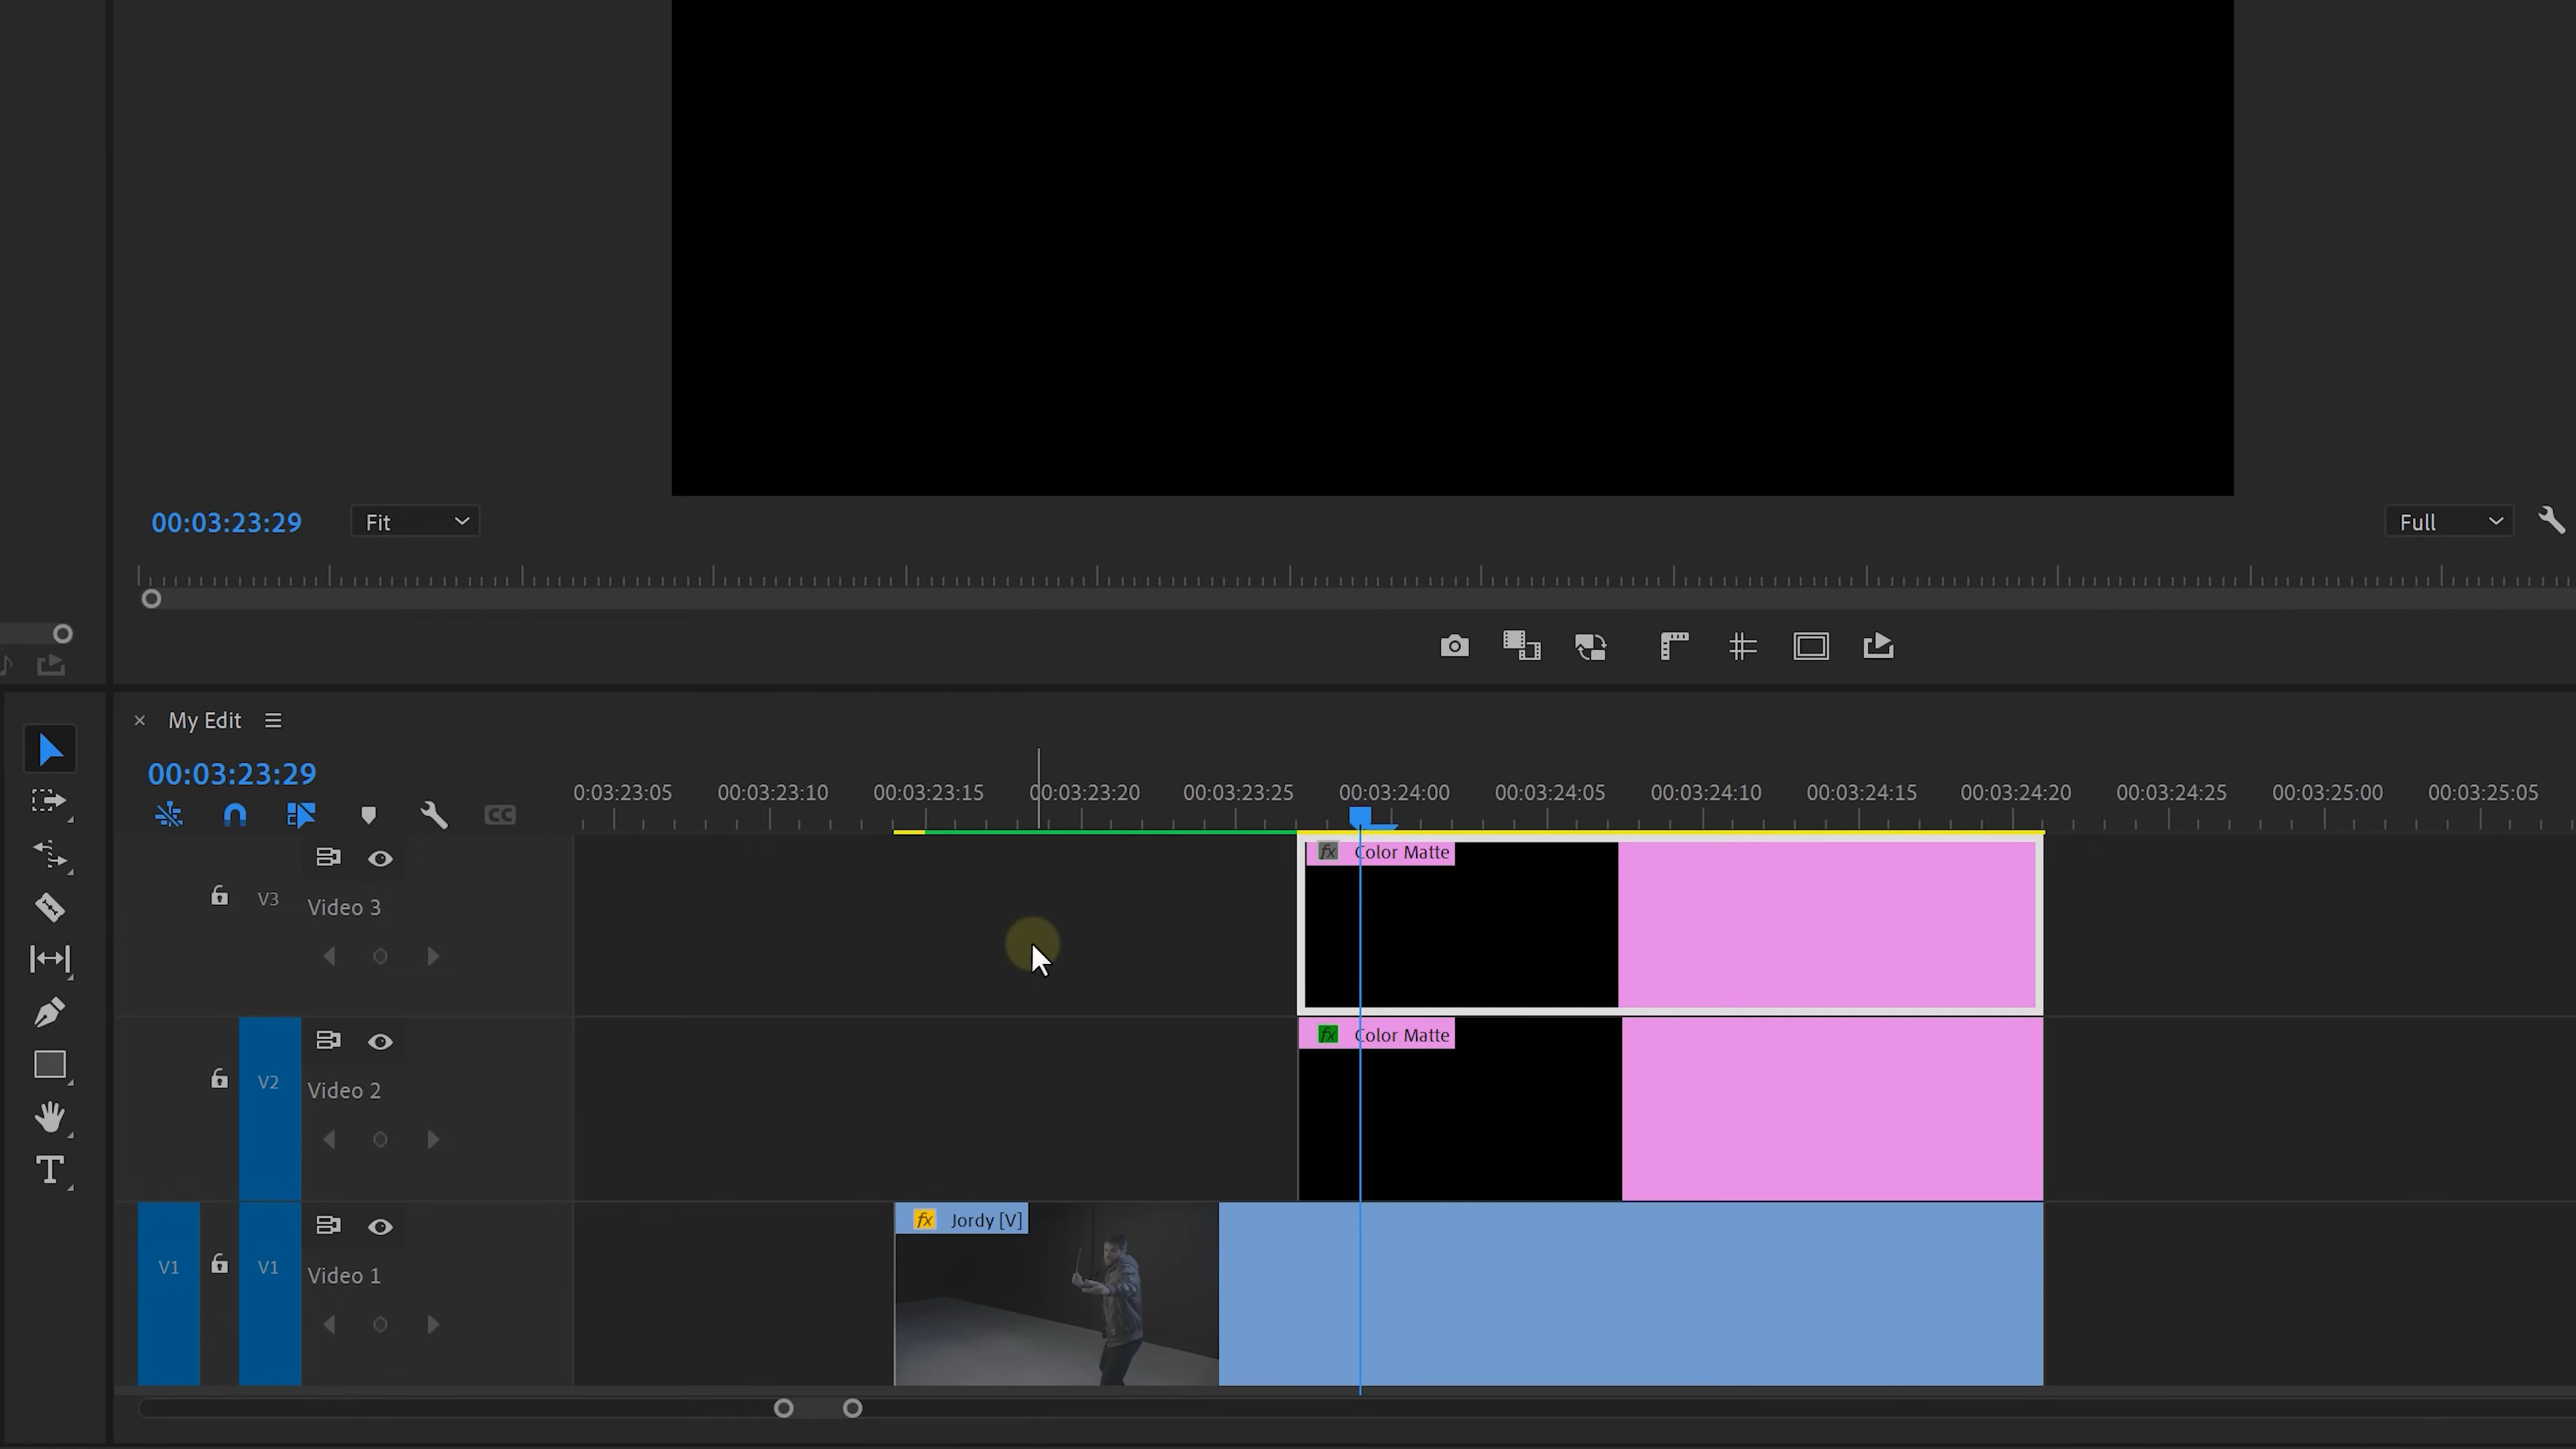 00:03:23:29
Fit
Full
My Edit
00:03:23:29
0:03:23:05
00:03:23:10
00:03:23:15
00:03:23:20
00:03:23:25
00:03:24:00
00:03:24:05
00:03:24:10
00:03:24:15
00:03:24:20
00:03:24:25
00:03:25:00
00:03:25:05
CC
fx Color Matte
V3
Video 3
fx Color Matte
V2
Video 2
fx Jordy [V]
V1
V1
Video 1
T